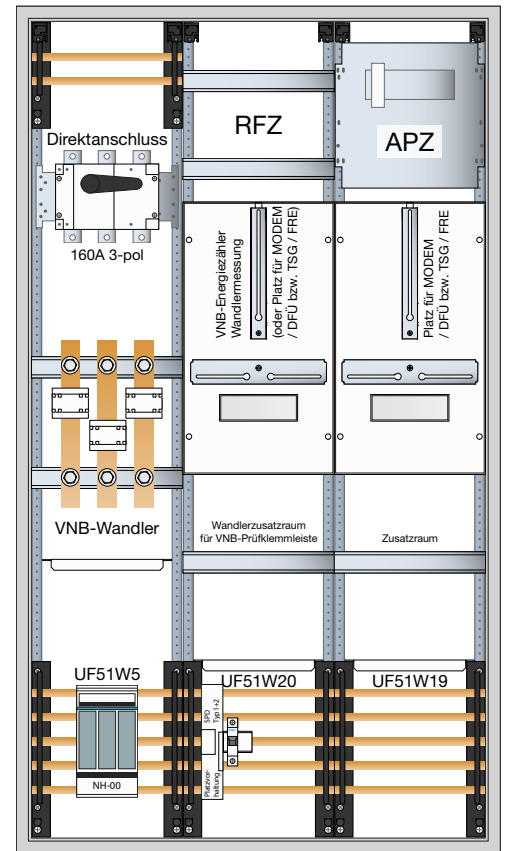 Direktanschluss
160A 3-pol
RFZ
APZ
VNB-Energiezähler
Wandlermessung
(oder Platz für MODEM
/ DFÜ bzw. TSG / FRE)
Platz für MODEM
/ DFÜ bzw. TSG / FRE
VNB-Wandler
Wandlerzusatzraum
für VNB-Prüfklemmleiste
Zusatzraum
UF51W5
NH-00
UF51W20
SPD
Typ 1+2
Platzvor-
haltung
UF51W19